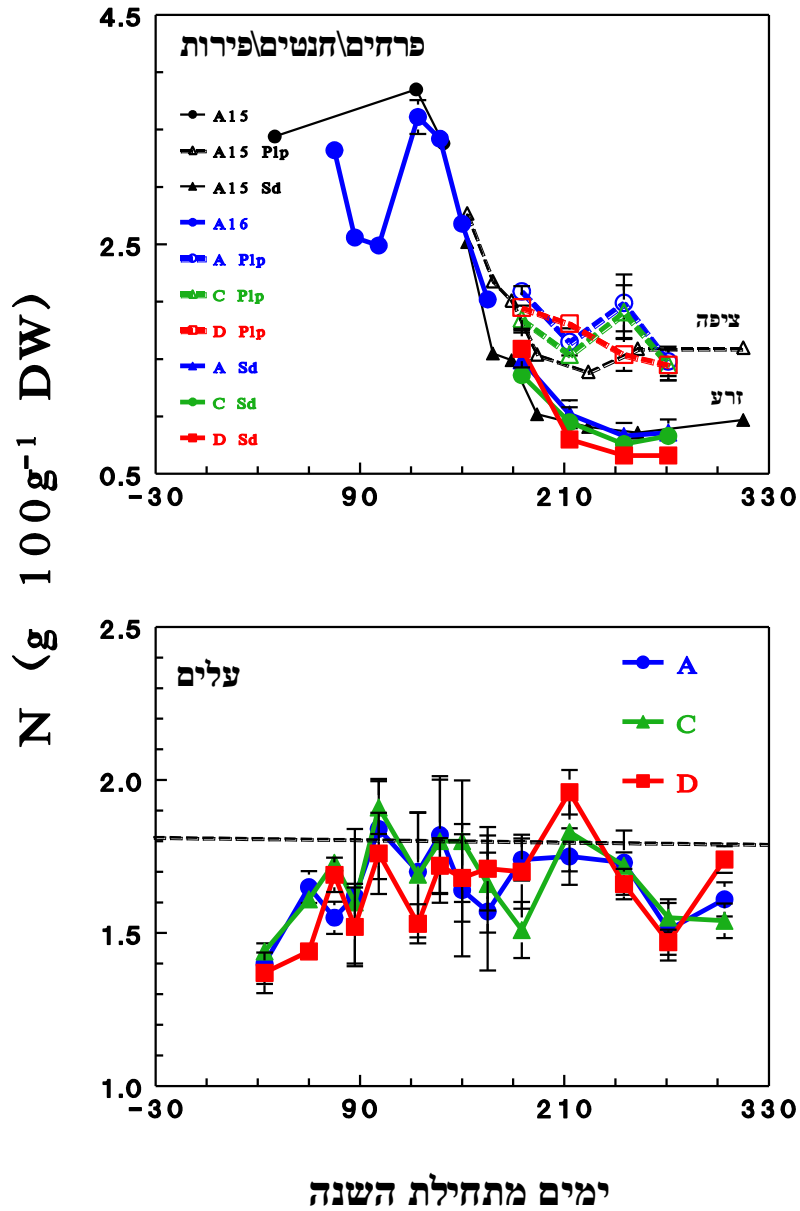 4.5
פרחים\חנטים\פירות
A15
A15 Plp
A15 Sd
A16
A Plp
C Plp
D Plp
A Sd
C Sd
D Sd
2.5
ציפה
זרע
0.5
-30 90 210 330
N (g 100g⁻¹ DW)
2.5
עלים
A
C
D
2.0
1.5
1.0
-30 90 210 330
ימים מתחילת השנה